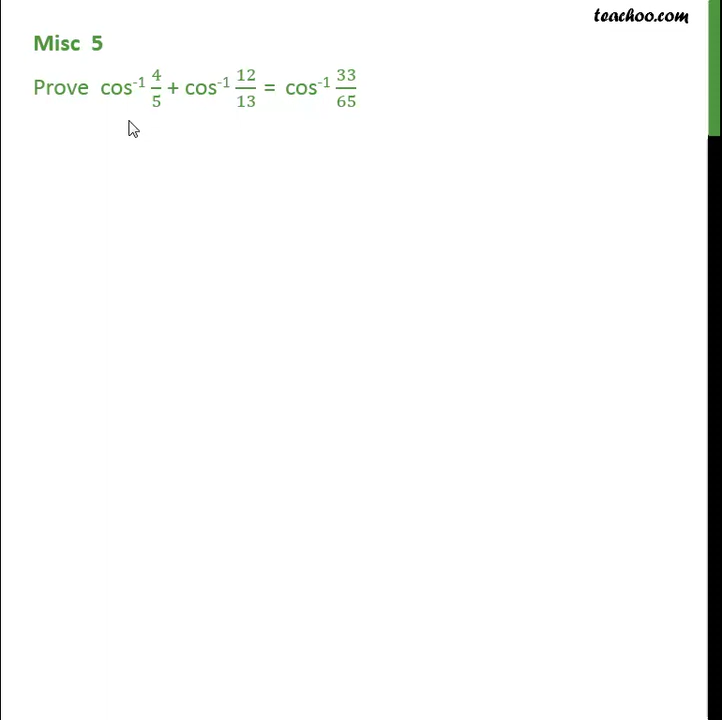 teachoo.com
Misc 5
Prove cos⁻¹ 4/5 + cos⁻¹ 12/13 = cos⁻¹ 33/65